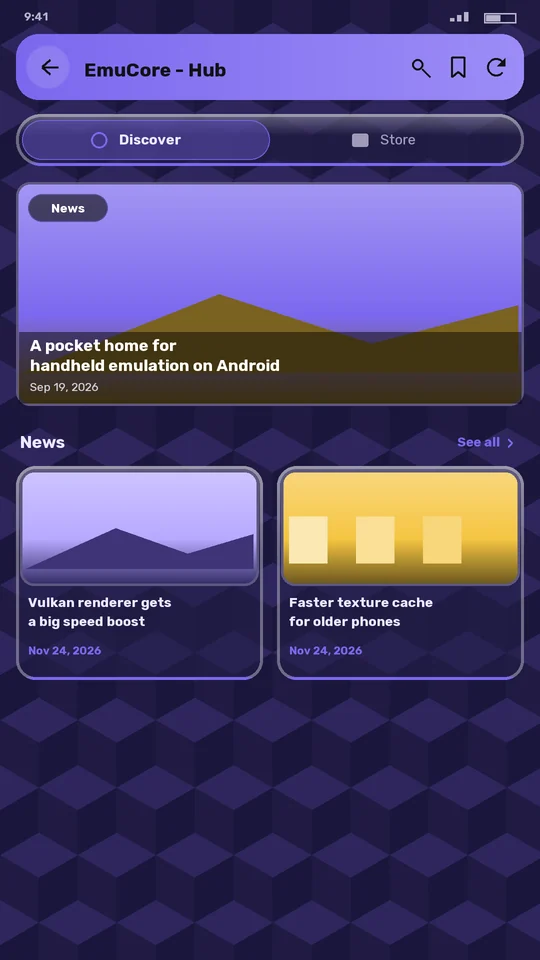 9:41
EmuCore - Hub
Discover
Store
News
A pocket home for
handheld emulation on Android
Sep 19, 2026
News
See all
Vulkan renderer gets
a big speed boost
Nov 24, 2026
Faster texture cache
for older phones
Nov 24, 2026